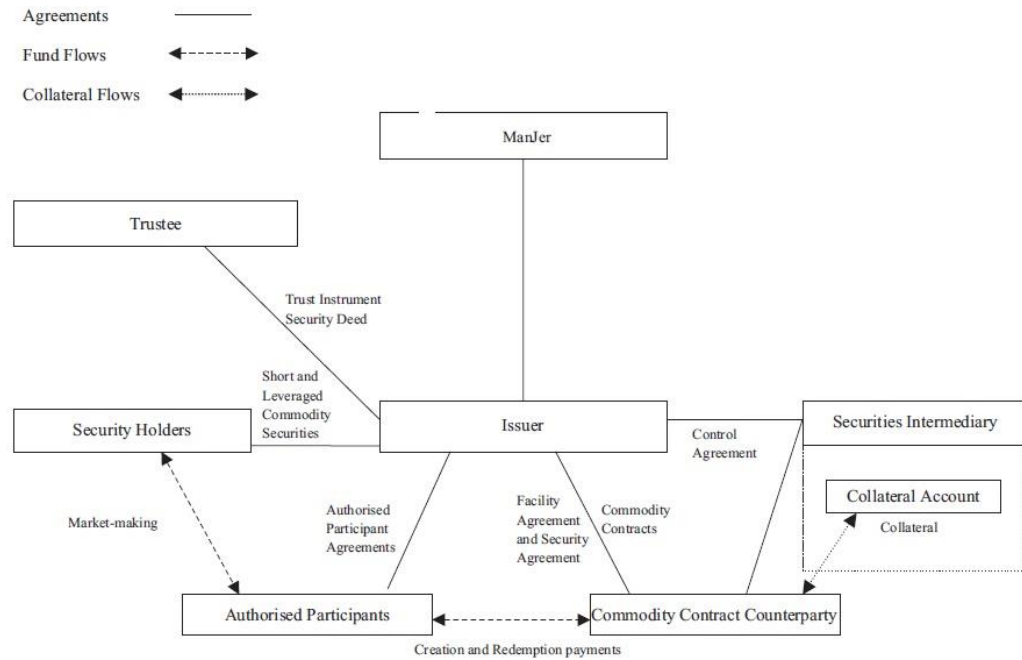 Agreements
Fund Flows
Collateral Flows
ManJer
Trustee
Trust Instrument
Security Deed
Short and
Leveraged
Commodity
Securities
Security Holders
Issuer
Securities Intermediary
Control
Agreement
Collateral Account
Collateral
Market-making
Authorised
Participant
Agreements
Facility
Agreement
and Security
Agreement
Commodity
Contracts
Authorised Participants
Commodity Contract Counterparty
Creation and Redemption payments